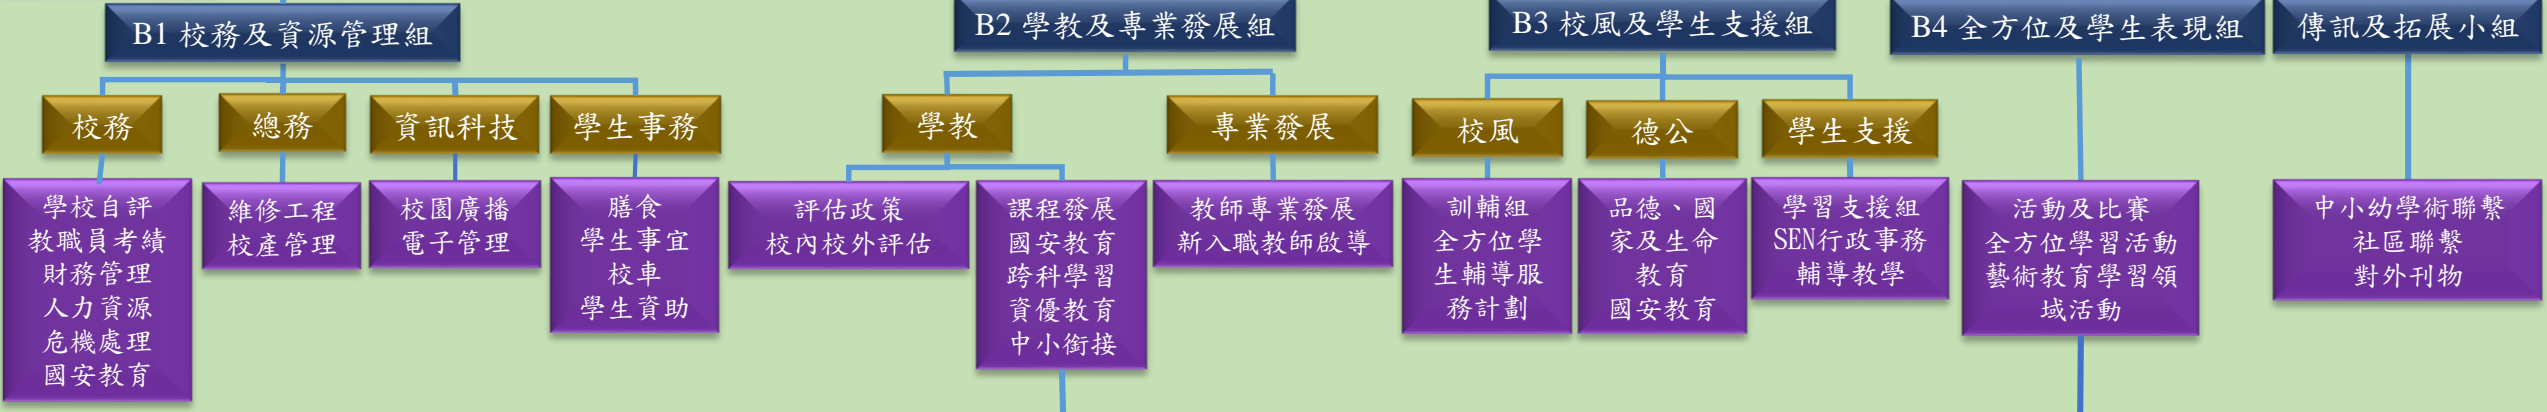 B1 校務及資源管理組
B2 學教及專業發展組
B3 校風及學生支援組
B4 全方位及學生表現組
傳訊及拓展小組
校務
總務
資訊科技
學生事務
學教
專業發展
校風
德公
學生支援
學校自評
教職員考績
財務管理
人力資源
危機處理
國安教育
維修工程
校產管理
校園廣播
電子管理
膳食
學生事宜
校車
學生資助
評估政策
校內校外評估
課程發展
國安教育
跨科學習
資優教育
中小銜接
教師專業發展
新入職教師啟導
訓輔組
全方位學
生輔導服
務計劃
品德、國
家及生命
教育
國安教育
學習支援組
SEN行政事務
輔導教學
活動及比賽
全方位學習活動
藝術教育學習領
域活動
中小幼學術聯繫
社區聯繫
對外刊物